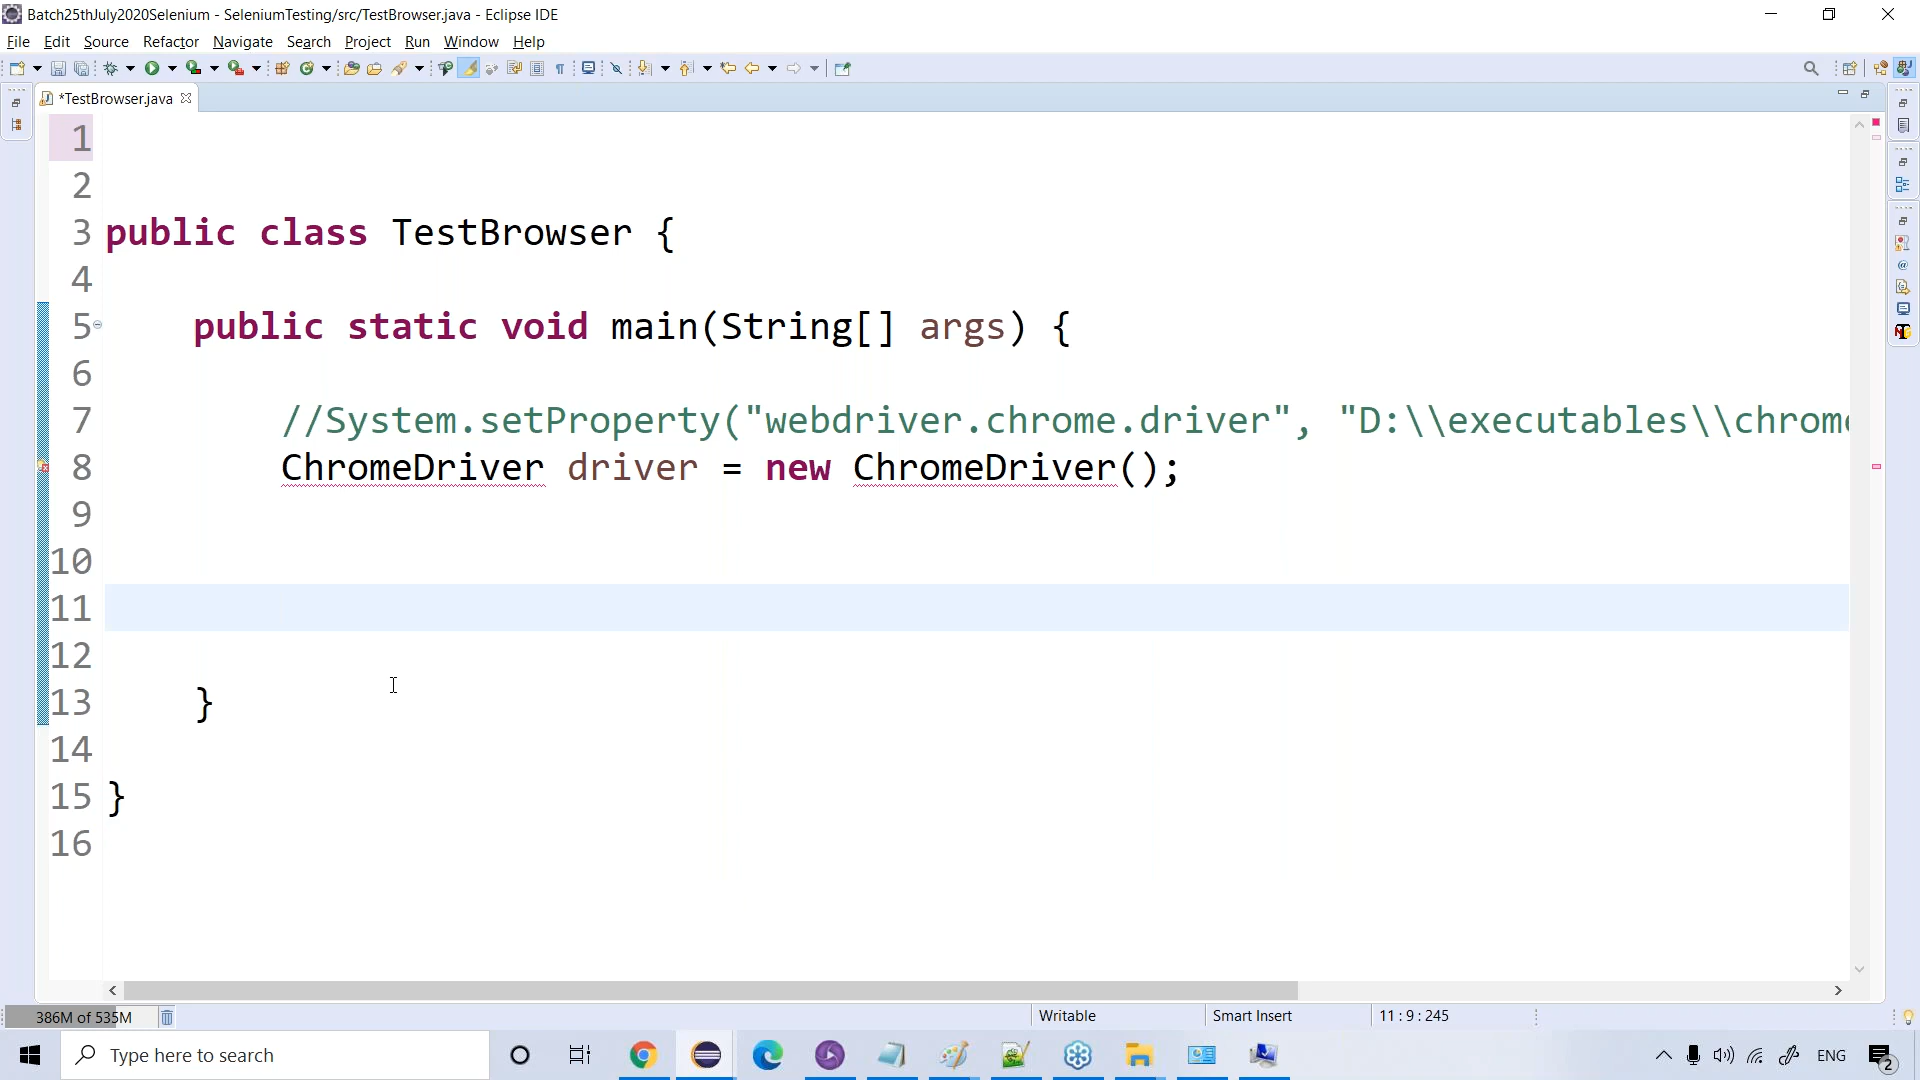 Batch25thJuly2020Selenium - SeleniumTesting/src/TestBrowser.java - Eclipse IDE
File Edit Source Refactor Navigate Search Project Run Window Help
*TestBrowser.java
1
2
3 public class TestBrowser {
4
5 public static void main(String[] args) {
6
7 //System.setProperty("webdriver.chrome.driver", "D:\\executables\\chrome
8 ChromeDriver driver = new ChromeDriver();
9
10
11
12
13 }
14
15 }
16
386M of 535M Writable Smart Insert 11 : 9 : 245
Type here to search ENG 2